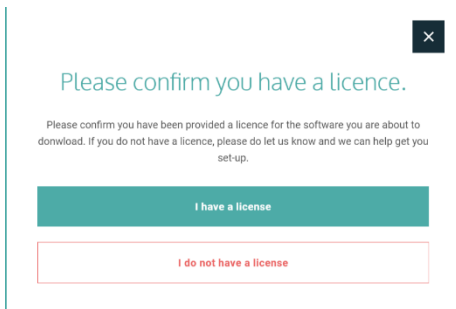 Please confirm you have a licence.
Please confirm you have been provided a licence for the software you are about to
donwload. If you do not have a licence, please do let us know and we can help get you
set-up.
I have a license
I do not have a license